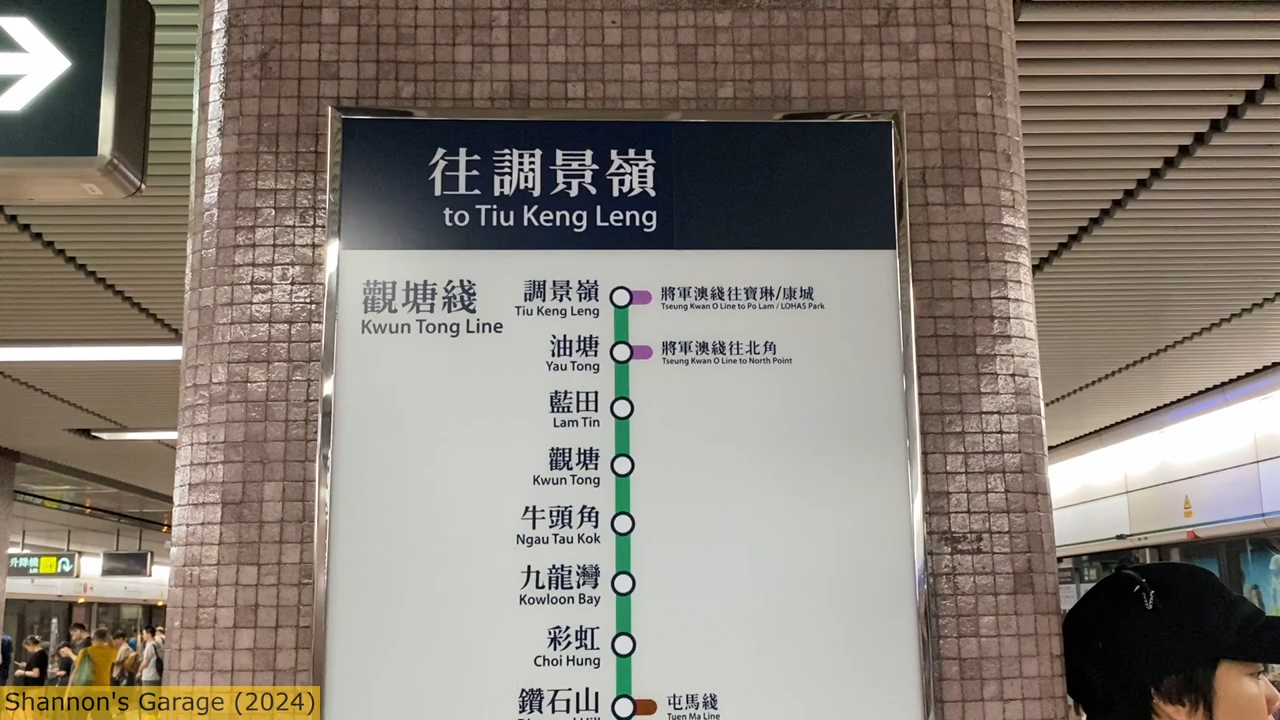 往調景嶺
to Tiu Keng Leng
觀塘綫
Kwun Tong Line
調景嶺
Tiu Keng Leng
將軍澳綫往寶琳/康城
Tseung Kwan O Line to Po Lam / LOHAS Park
油塘
Yau Tong
將軍澳綫往北角
Tseung Kwan O Line to North Point
藍田
Lam Tin
觀塘
Kwun Tong
牛頭角
Ngau Tau Kok
九龍灣
Kowloon Bay
彩虹
Choi Hung
鑽石山
屯馬綫
Tuen Ma Line
升降機
Shannon's Garage (2024)